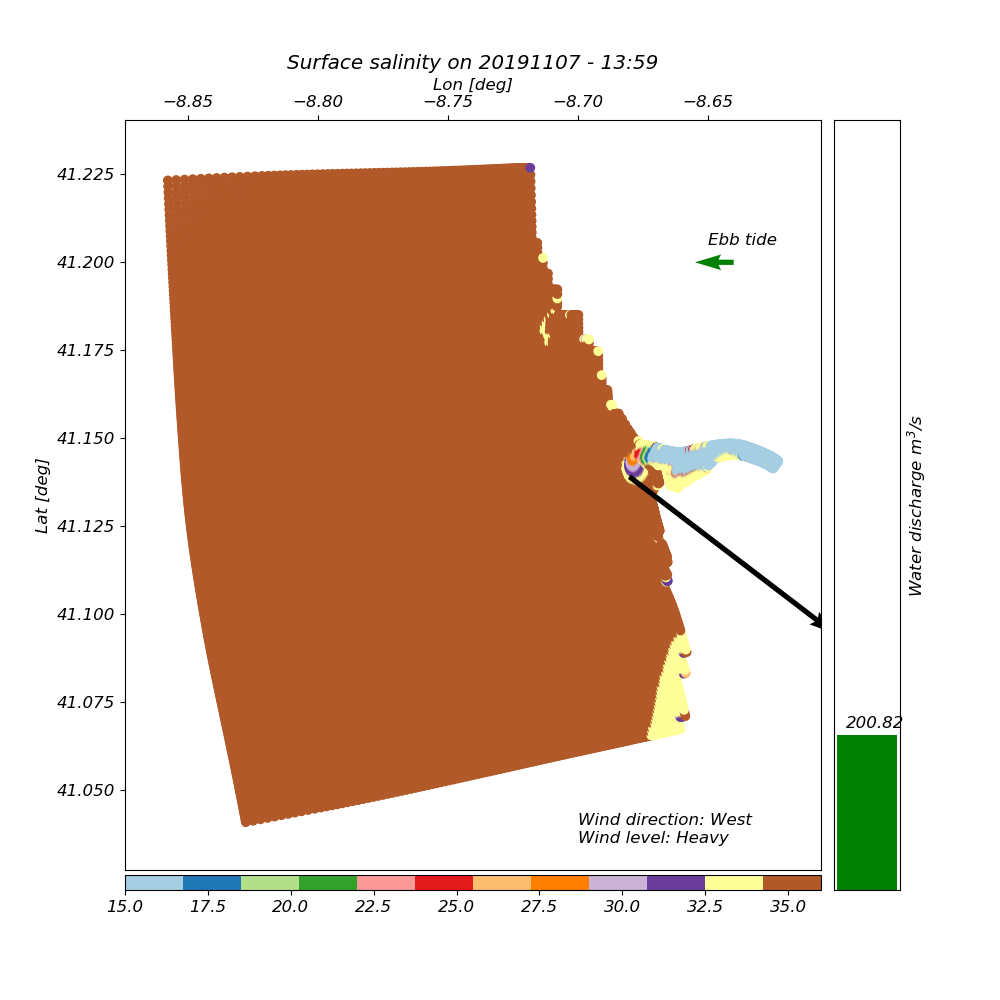 Surface salinity on 20191107 - 13:59
Lon [deg]
−8.85 −8.80 −8.75 −8.70 −8.65
41.225
41.200
41.175
41.150
41.125
41.100
41.075
41.050
Lat [deg]
Ebb tide
Wind direction: West
Wind level: Heavy
15.0 17.5 20.0 22.5 25.0 27.5 30.0 32.5 35.0
200.82
Water discharge m³/s